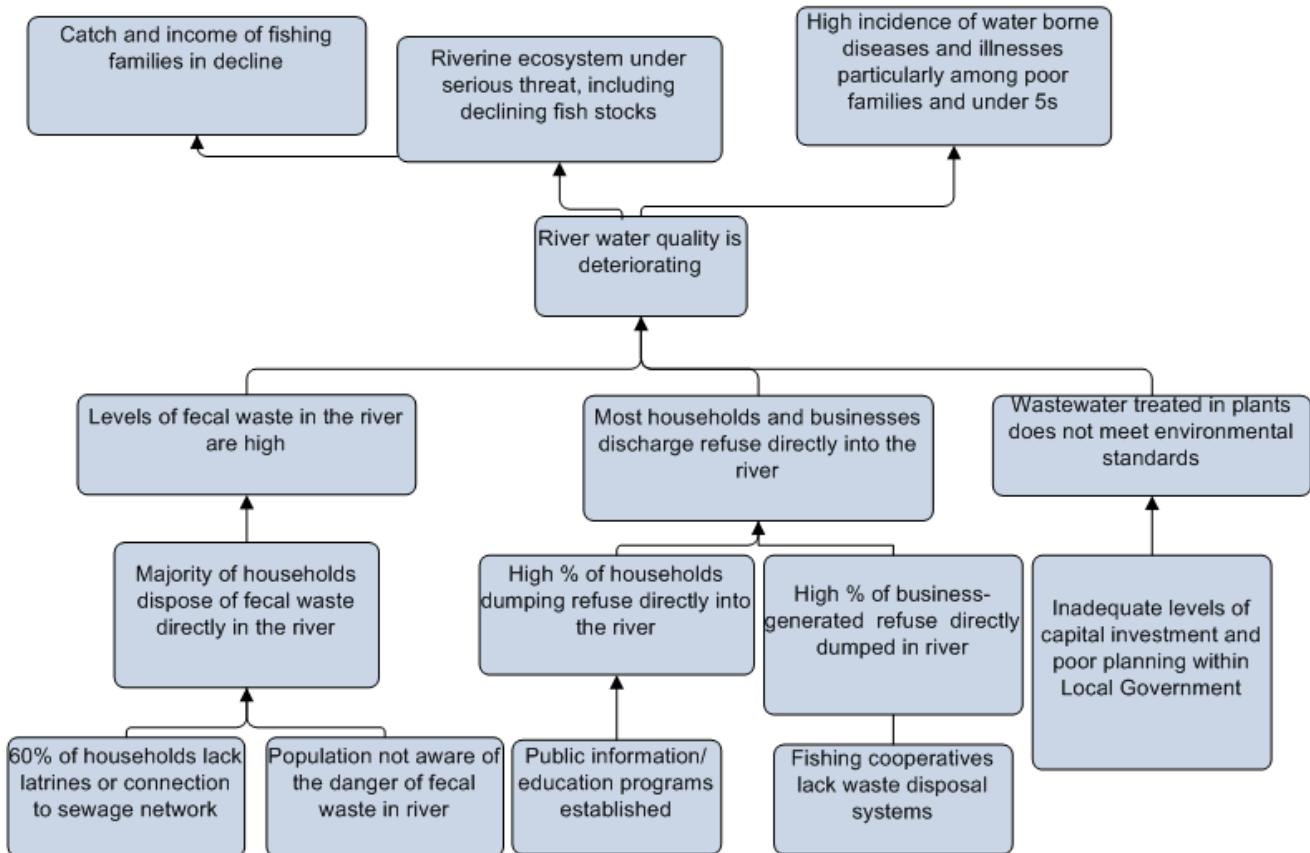 Catch and income of fishing
families in decline
Riverine ecosystem under
serious threat, including
declining fish stocks
High incidence of water borne
diseases and illnesses
particularly among poor
families and under 5s
River water quality is
deteriorating
Levels of fecal waste in the river
are high
Most households and businesses
discharge refuse directly into the
river
Wastewater treated in plants
does not meet environmental
standards
Majority of households
dispose of fecal waste
directly in the river
High % of households
dumping refuse directly into
the river
High % of business-
generated refuse directly
dumped in river
Inadequate levels of
capital investment and
poor planning within
Local Government
60% of households lack
latrines or connection
to sewage network
Population not aware of
the danger of fecal
waste in river
Public information/
education programs
established
Fishing cooperatives
lack waste disposal
systems